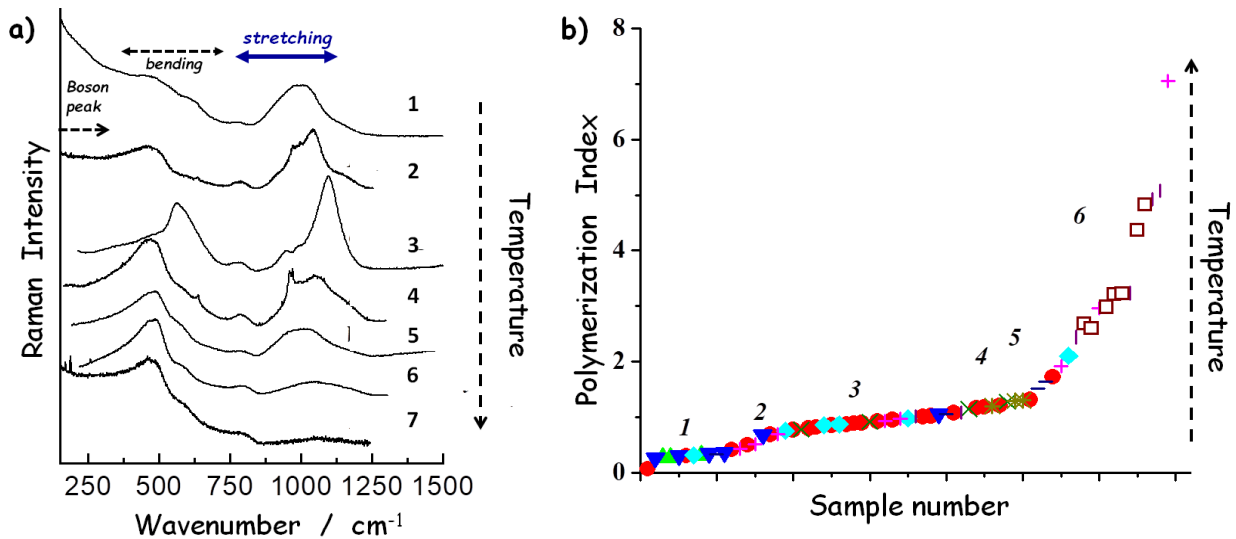 a)
stretching
bending
Boson
peak
1
2
3
4
5
6
7
Raman Intensity
Temperature
250 500 750 1000 1250 1500
Wavenumber / cm-1
b)
8
6
4
2
0
Polymerization Index
1
2
3
4
5
6
Temperature
Sample number